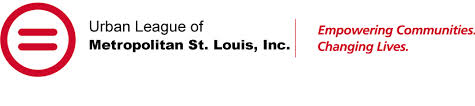 Urban League of
Metropolitan St. Louis, Inc.
Empowering Communities.
Changing Lives.